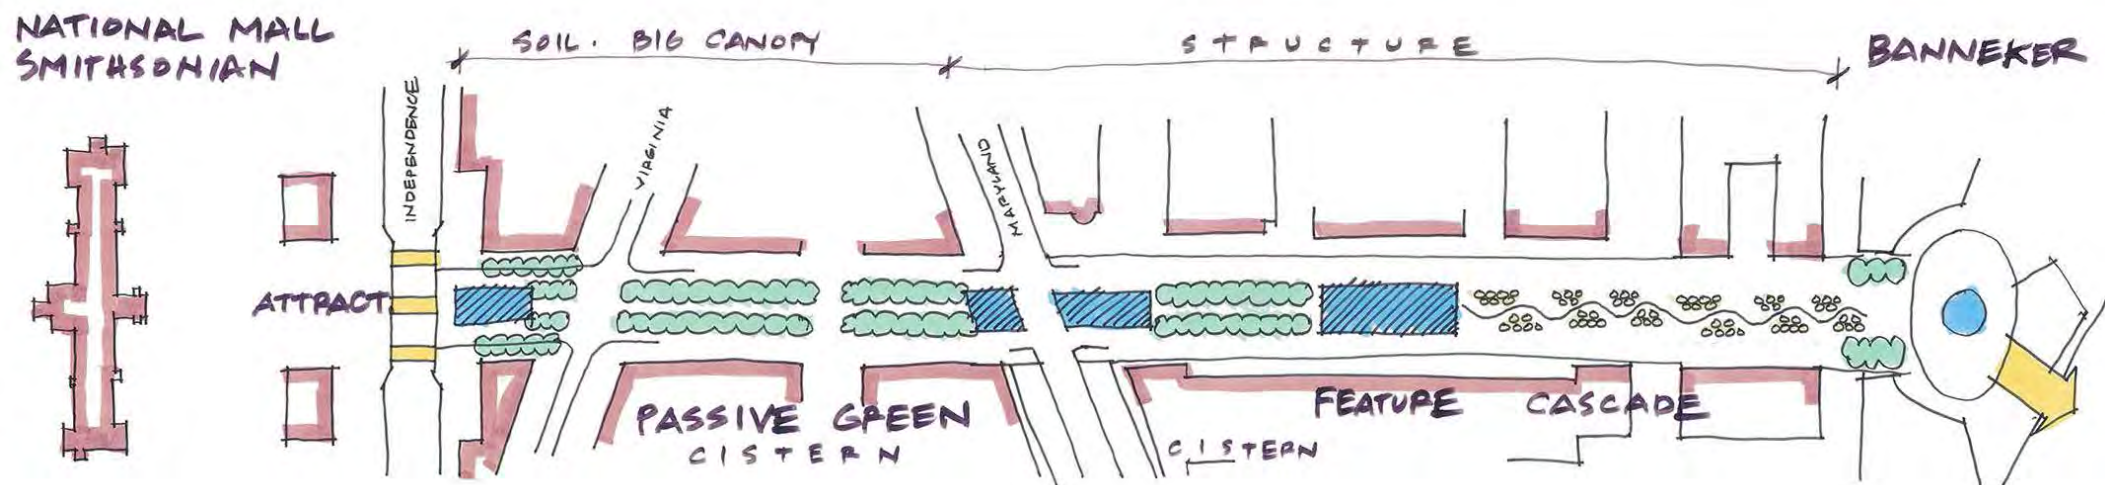 NATIONAL MALL
SMITHSONIAN
SOIL. BIG CANOPY
STRUCTURE
BANNEKER
INDEPENDENCE
VIRGINIA
MARYLAND
ATTRACT
PASSIVE GREEN
CISTERN
CISTERN
FEATURE CASCADE